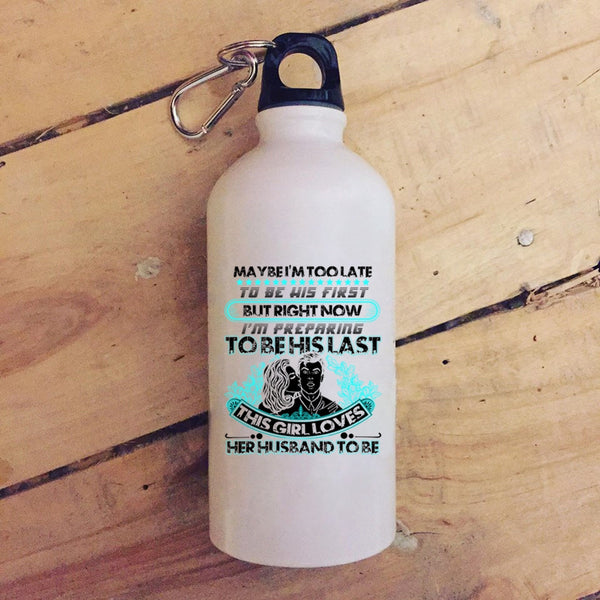 MAYBE I'M TOO LATE
TO BE HIS FIRST
BUT RIGHT NOW
I'M PREPARING
TO BE HIS LAST
THIS GIRL LOVES
HER HUSBAND TO BE